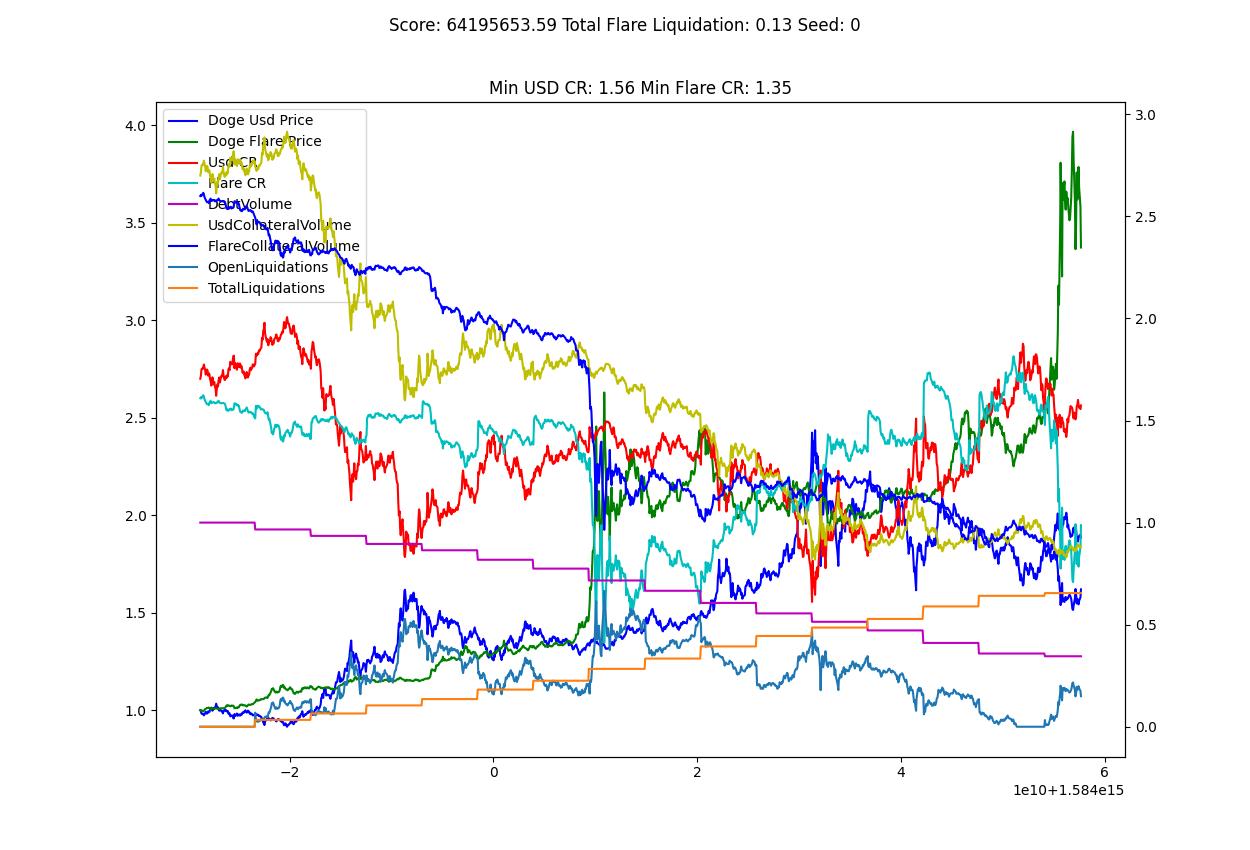 Score: 64195653.59 Total Flare Liquidation: 0.13 Seed: 0
Min USD CR: 1.56 Min Flare CR: 1.35
Doge Usd Price
Doge Flare Price
Usd CR
Flare CR
DebtVolume
UsdCollateralVolume
FlareCollateralVolume
OpenLiquidations
TotalLiquidations
4.0
3.5
3.0
2.5
2.0
1.5
1.0
3.0
2.5
2.0
1.5
1.0
0.5
0.0
−2 0 2 4 6
1e10+1.584e15